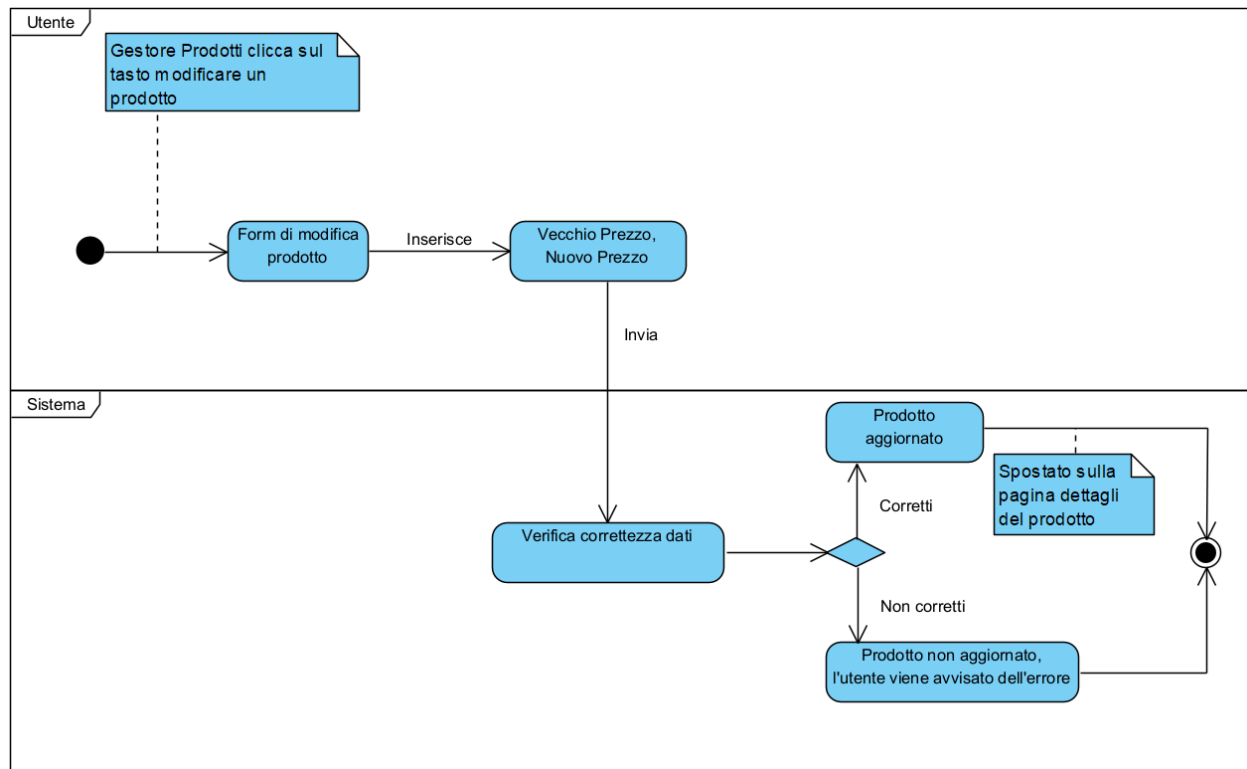 Utente
Gestore Prodotti clicca sul
tasto modificare un
prodotto
Form di modifica
prodotto
Inserisce
Vecchio Prezzo,
Nuovo Prezzo
Invia
Sistema
Prodotto
aggiornato
Spostato sulla
pagina dettagli
del prodotto
Corretti
Verifica correttezza dati
Non corretti
Prodotto non aggiornato,
l'utente viene avvisato dell'errore